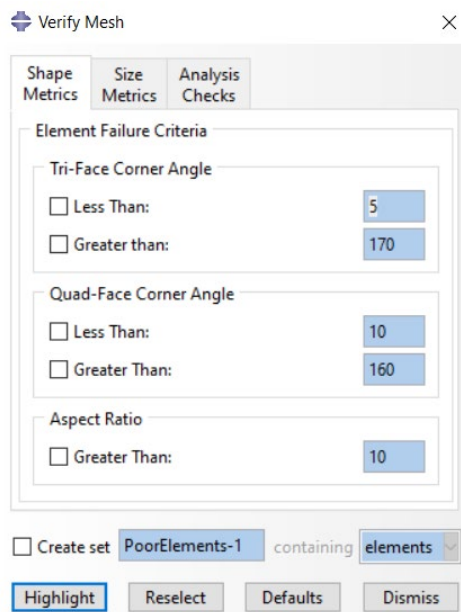 Verify Mesh
Shape Metrics
Size Metrics
Analysis Checks
Element Failure Criteria
Tri-Face Corner Angle
Less Than: 5
Greater than: 170
Quad-Face Corner Angle
Less Than: 10
Greater Than: 160
Aspect Ratio
Greater Than: 10
Create set PoorElements-1 containing elements
Highlight Reselect Defaults Dismiss